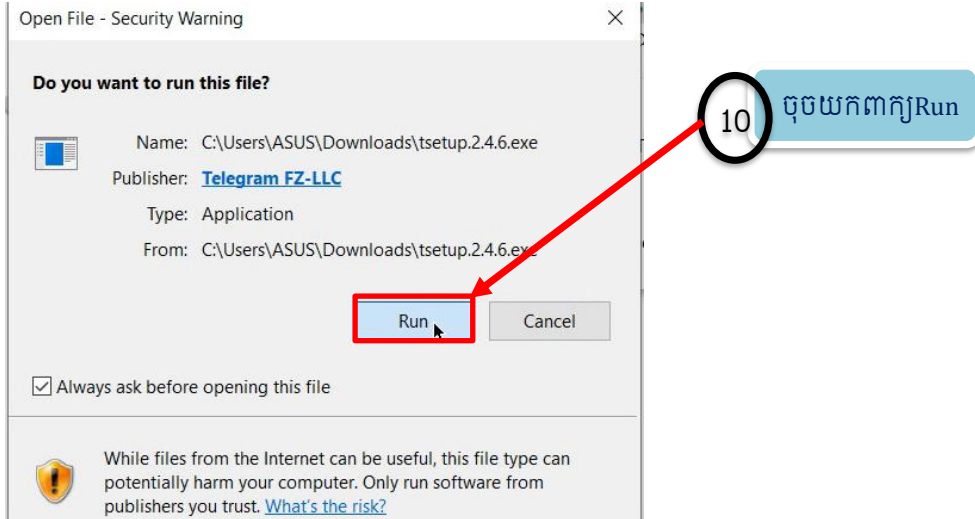 Open File - Security Warning
Do you want to run this file?
Name: C:\Users\ASUS\Downloads\tsetup.2.4.6.exe
Publisher: Telegram FZ-LLC
Type: Application
From: C:\Users\ASUS\Downloads\tsetup.2.4.6.exe
Run
Cancel
Always ask before opening this file
While files from the Internet can be useful, this file type can
potentially harm your computer. Only run software from
publishers you trust. What's the risk?
10
ចុចយកពាក្យRun